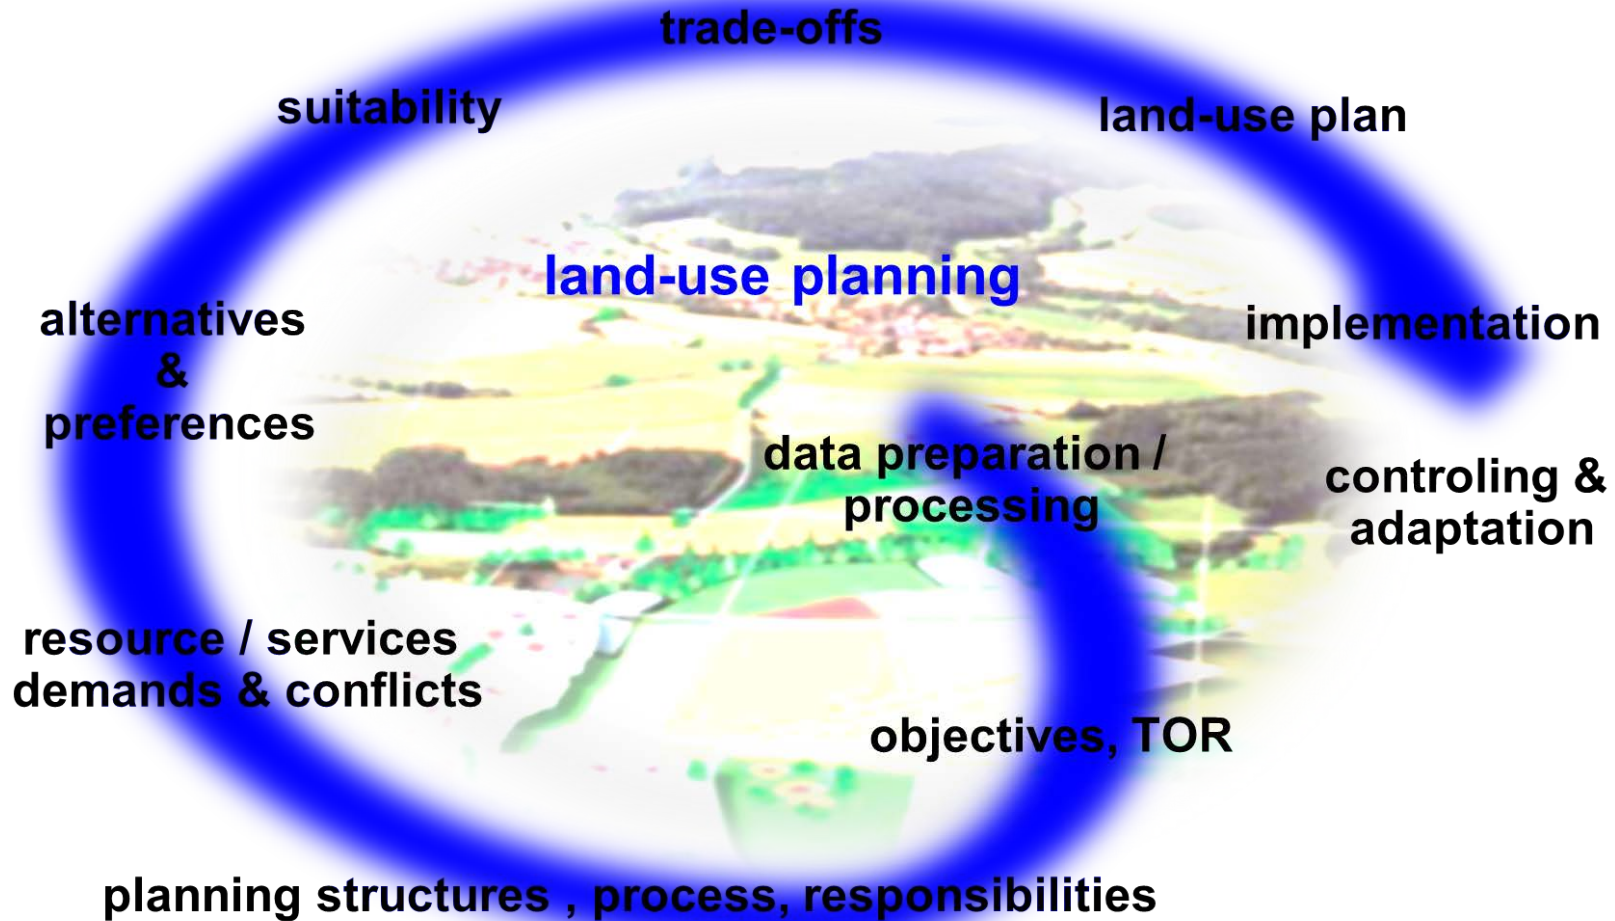 trade-offs
suitability
land-use plan
land-use planning
alternatives
&
preferences
implementation
data preparation /
processing
controling &
adaptation
resource / services
demands & conflicts
objectives, TOR
planning structures , process, responsibilities